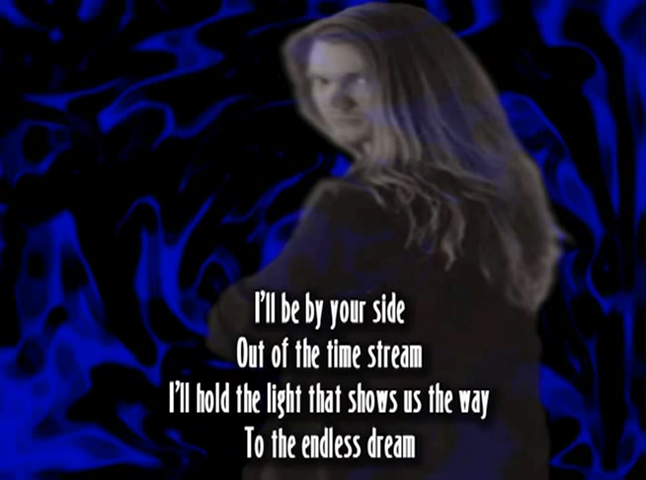 I'll be by your side
Out of the time stream
I'll hold the light that shows us the way
To the endless dream